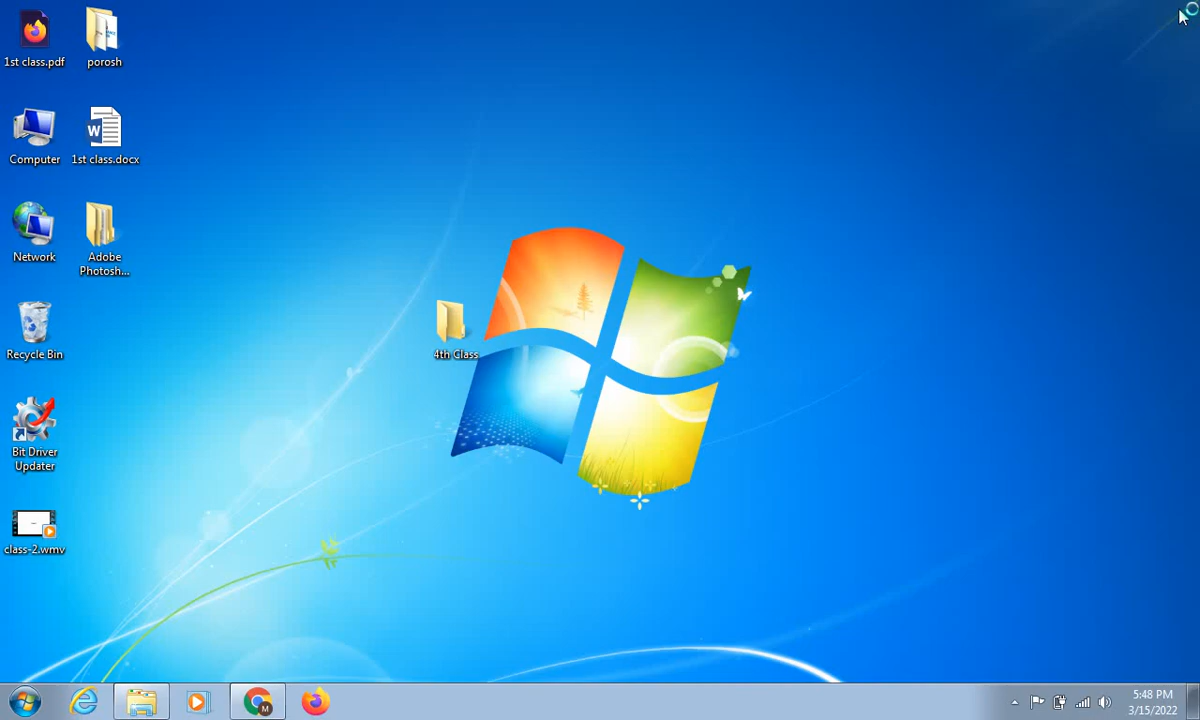 1st class.pdf
porosh
Computer
1st class.docx
Network
Adobe
Photosh...
Recycle Bin
4th Class
Bit Driver
Updater
class-2.wmv
M
5:48 PM
3/15/2022